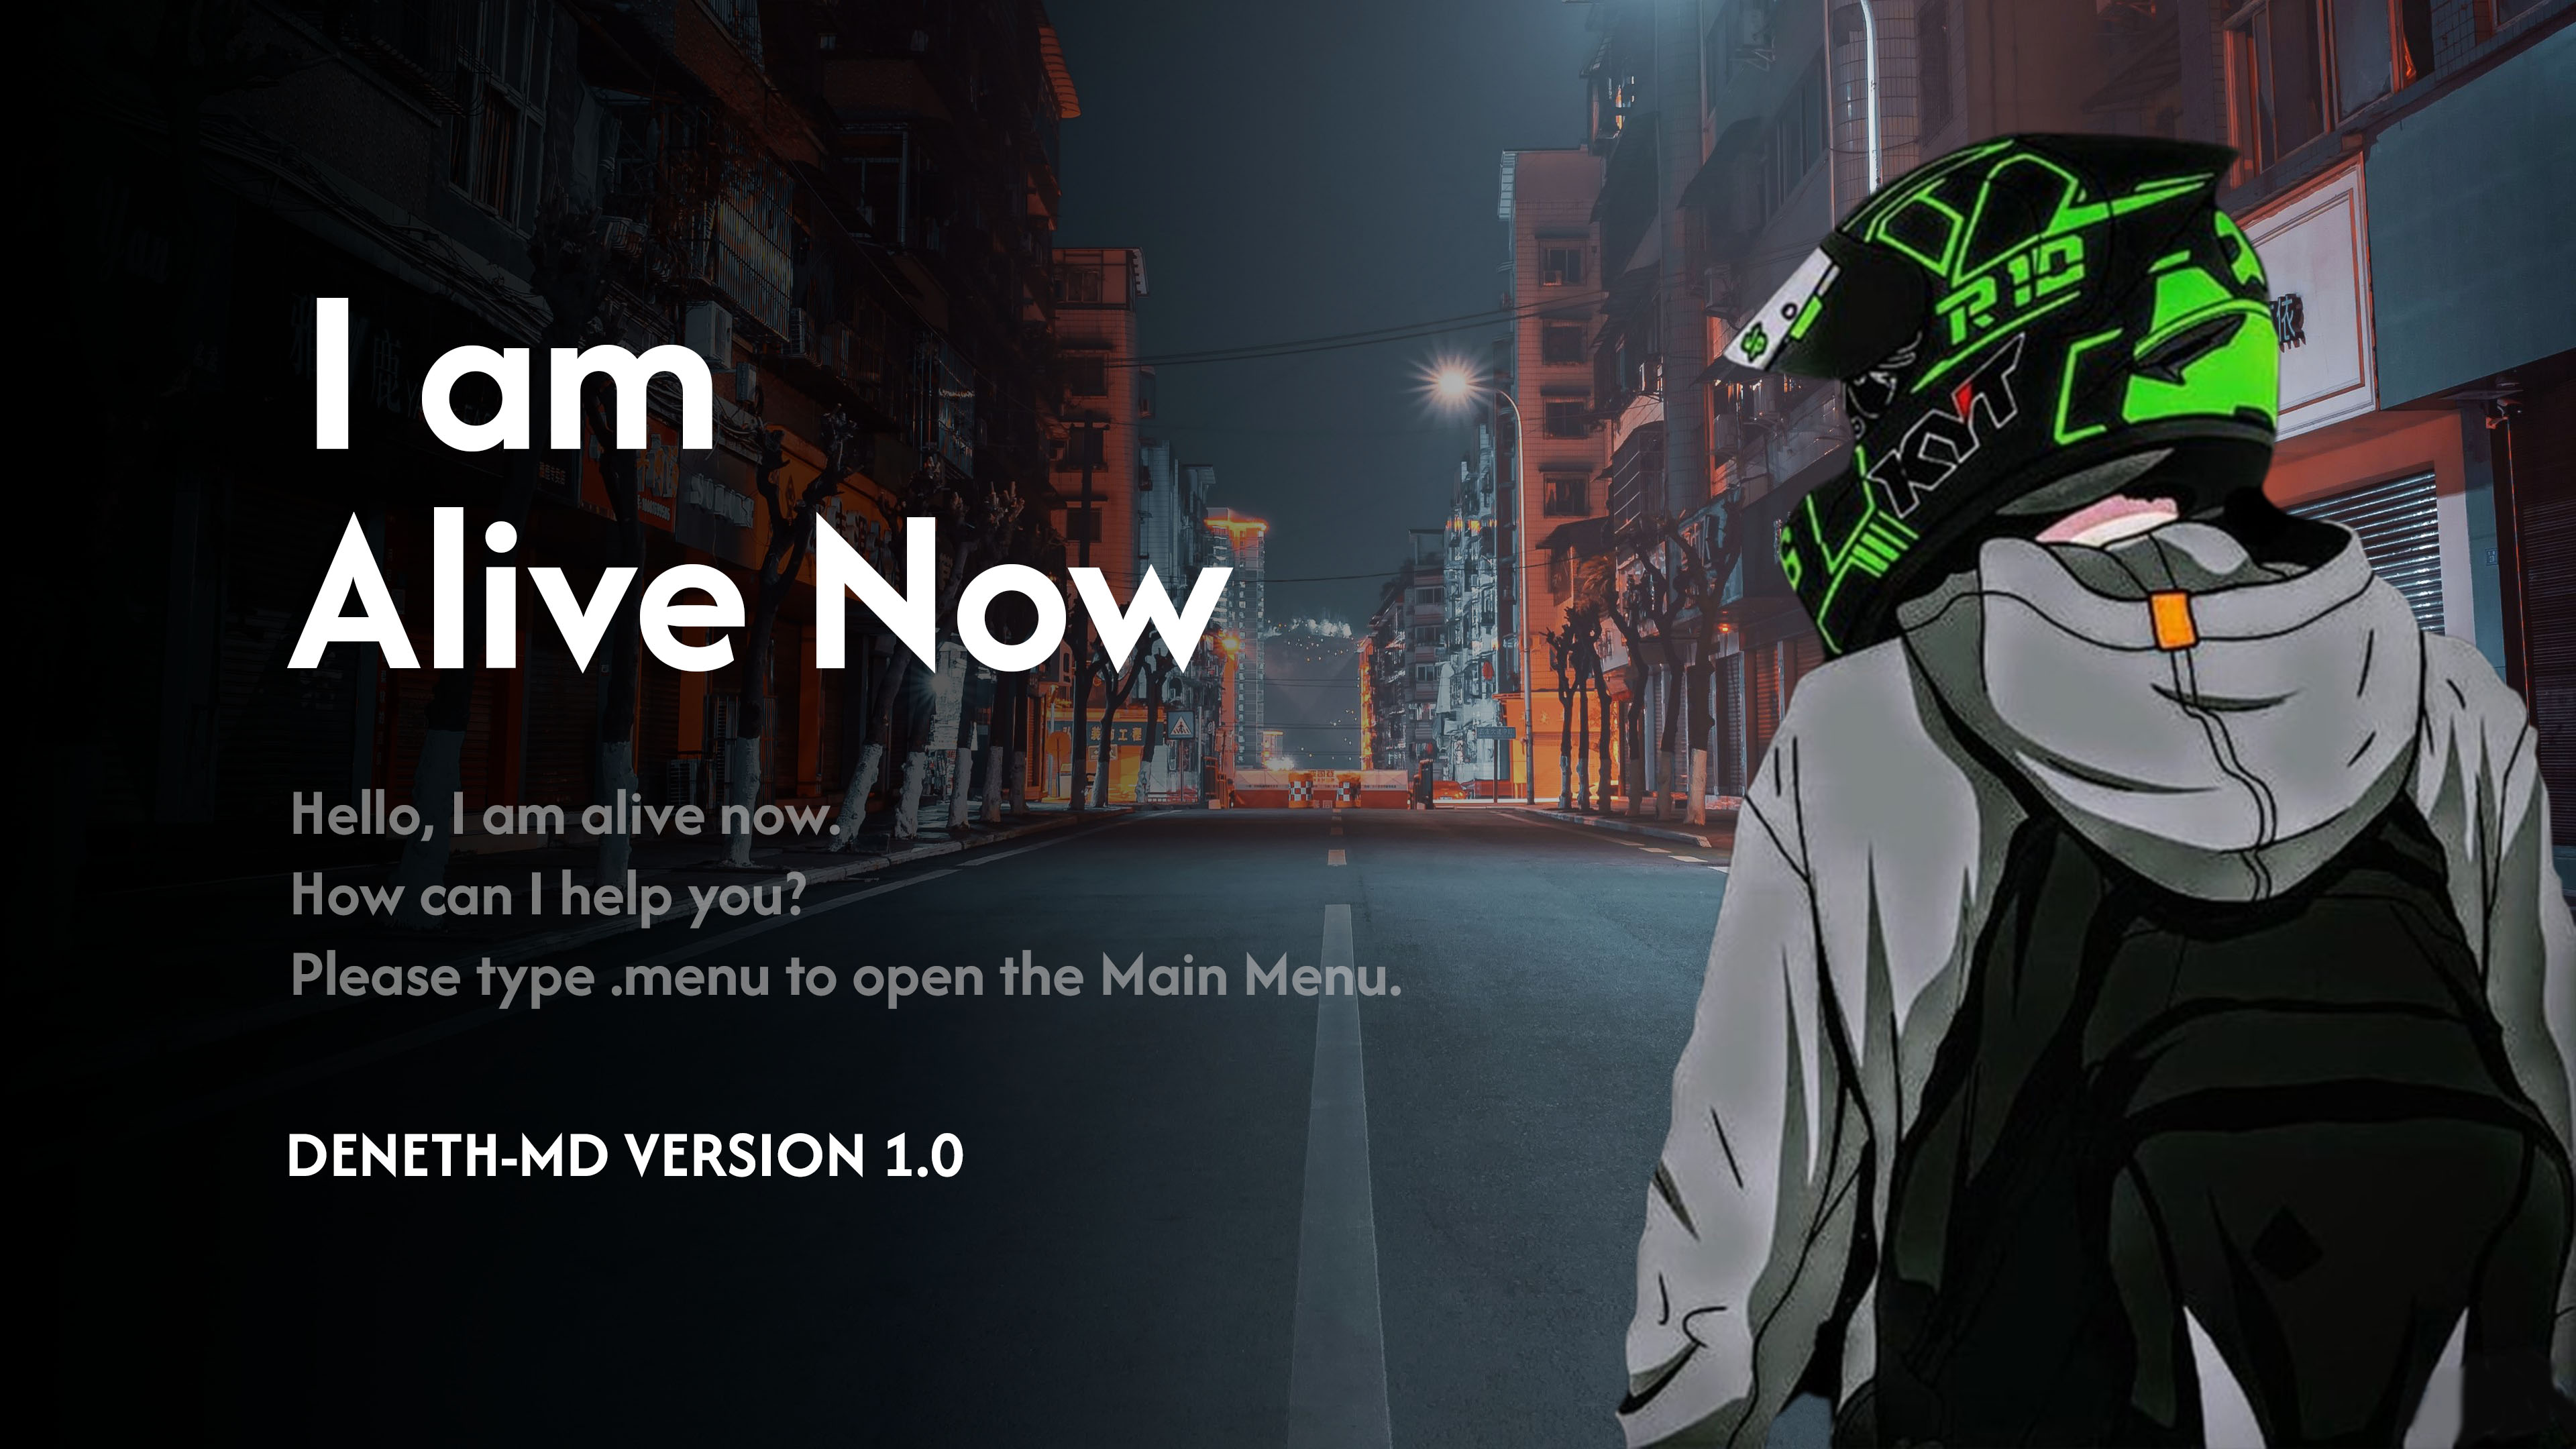 I am
Alive Now
Hello, I am alive now.
How can I help you?
Please type .menu to open the Main Menu.
DENETH-MD VERSION 1.0
R10
KYT